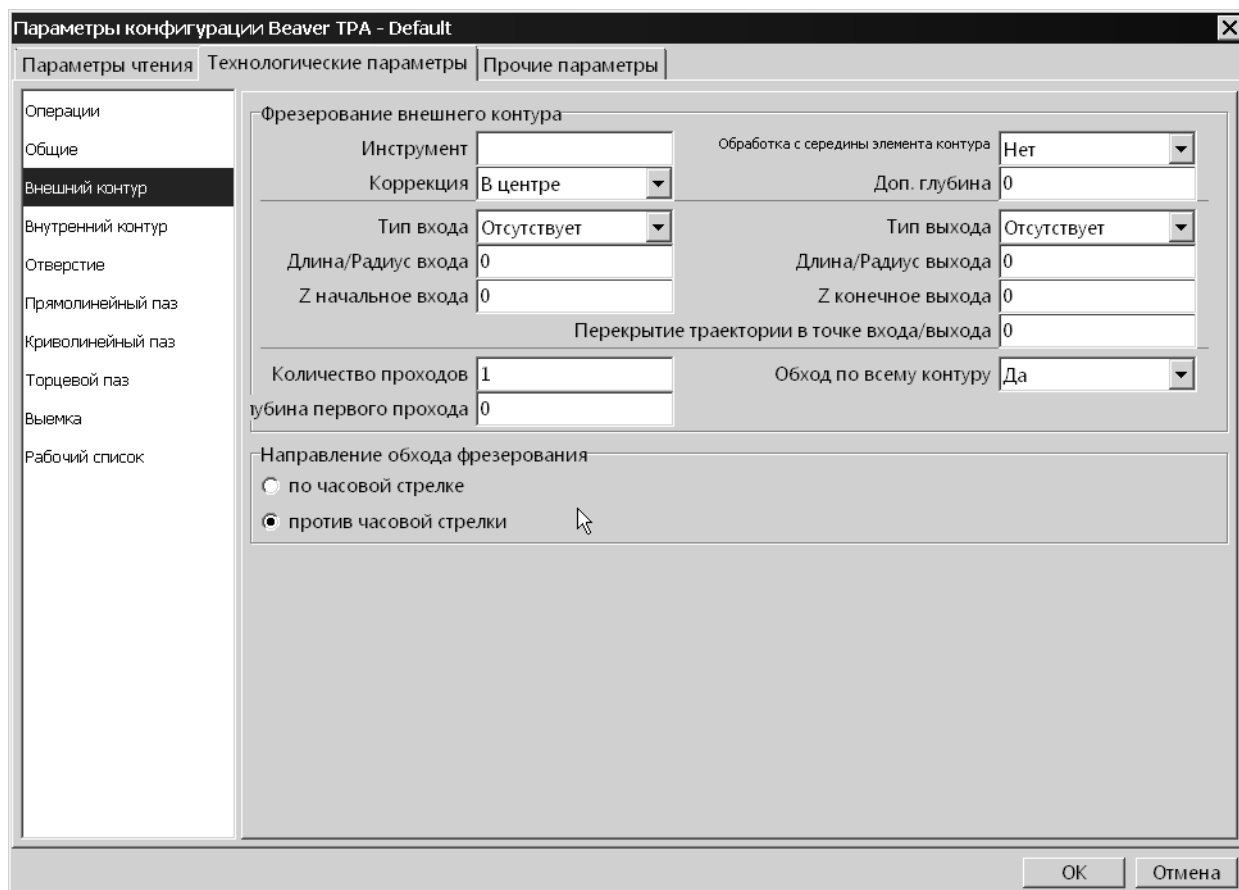 Параметры конфигурации Beaver TPA - Default
Параметры чтения Технологические параметры Прочие параметры
Операции
Общие
Внешний контур
Внутренний контур
Отверстие
Прямолинейный паз
Криволинейный паз
Торцевой паз
Выемка
Рабочий список
Фрезерование внешнего контура
Инструмент Обработка с середины элемента контура Нет
Коррекция В центре Доп. глубина 0
Тип входа Отсутствует Тип выхода Отсутствует
Длина/Радиус входа 0 Длина/Радиус выхода 0
Z начальное входа 0 Z конечное выхода 0
Перекрытие траектории в точке входа/выхода 0
Количество проходов 1 Обход по всему контуру Да
лубина первого прохода 0
Направление обхода фрезерования
по часовой стрелке
против часовой стрелки
OK Отмена